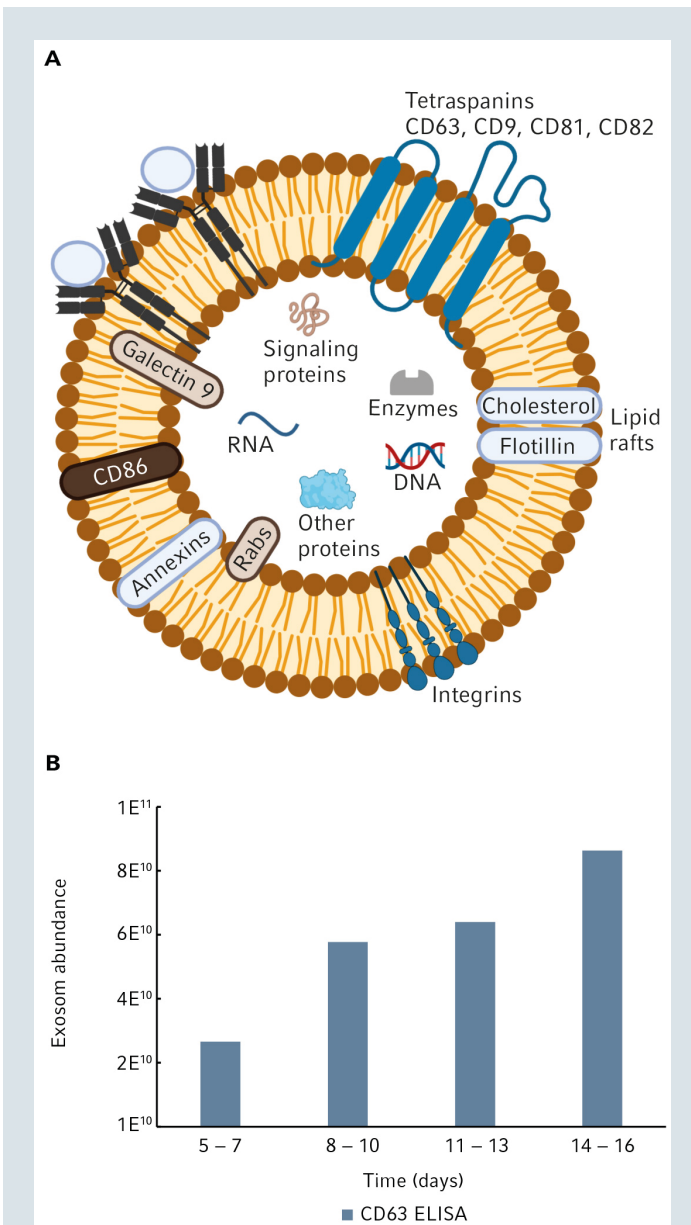 A
Tetraspanins
CD63, CD9, CD81, CD82
Signaling
proteins
Galectin 9
Enzymes
Cholesterol
Lipid
rafts
RNA
Flotillin
CD86
DNA
Other
proteins
Annexins
Rabs
Integrins
B
1E¹¹
8E¹⁰
6E¹⁰
4E¹⁰
2E¹⁰
1E¹⁰
Exosom abundance
5 – 7
8 – 10
11 – 13
14 – 16
Time (days)
CD63 ELISA